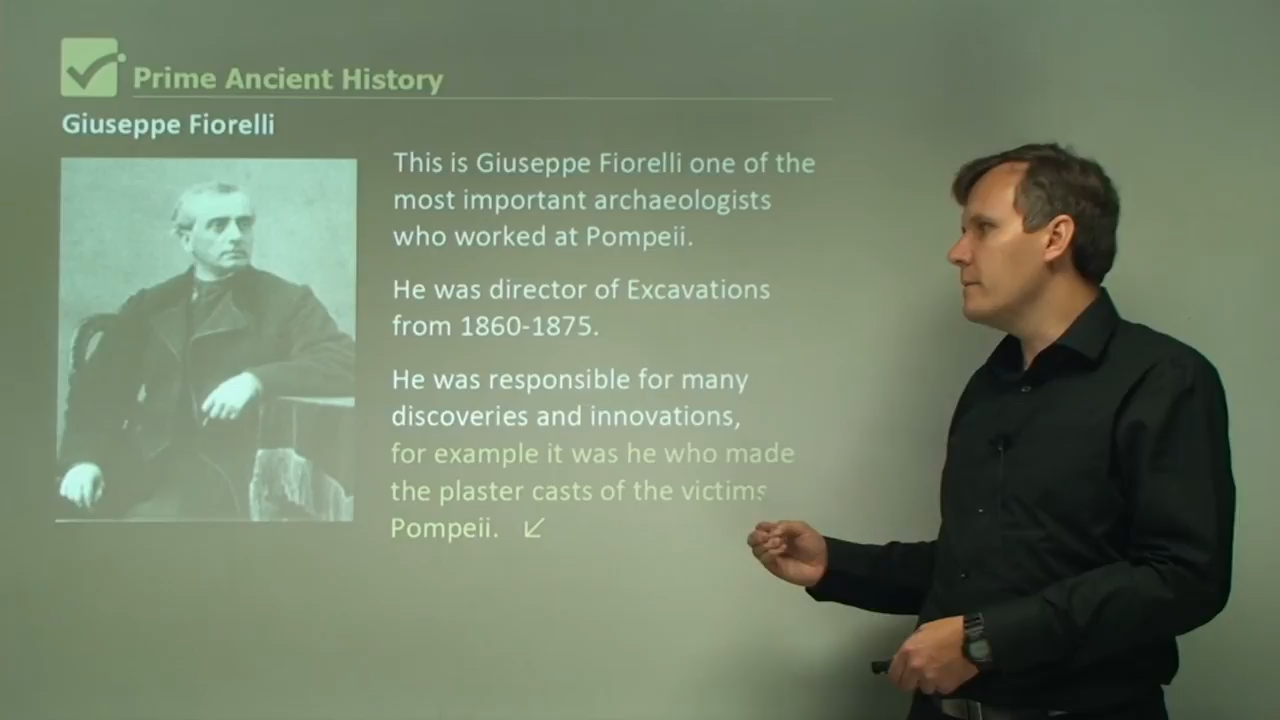 Prime Ancient History
Giuseppe Fiorelli
This is Giuseppe Fiorelli one of the
most important archaeologists
who worked at Pompeii.
He was director of Excavations
from 1860-1875.
He was responsible for many
discoveries and innovations,
for example it was he who made
the plaster casts of the victims
Pompeii.